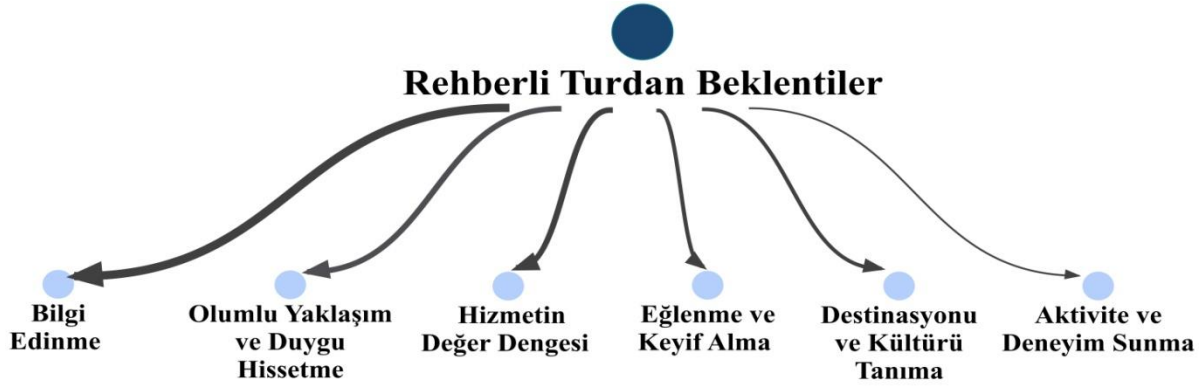 Rehberli Turdan Beklentiler
Bilgi
Edinme
Olumlu Yaklaşım
ve Duygu
Hissetme
Hizmetin
Değer Dengesi
Eğlenme ve
Keyif Alma
Destinasyonu
ve Kültürü
Tanıma
Aktivite ve
Deneyim Sunma